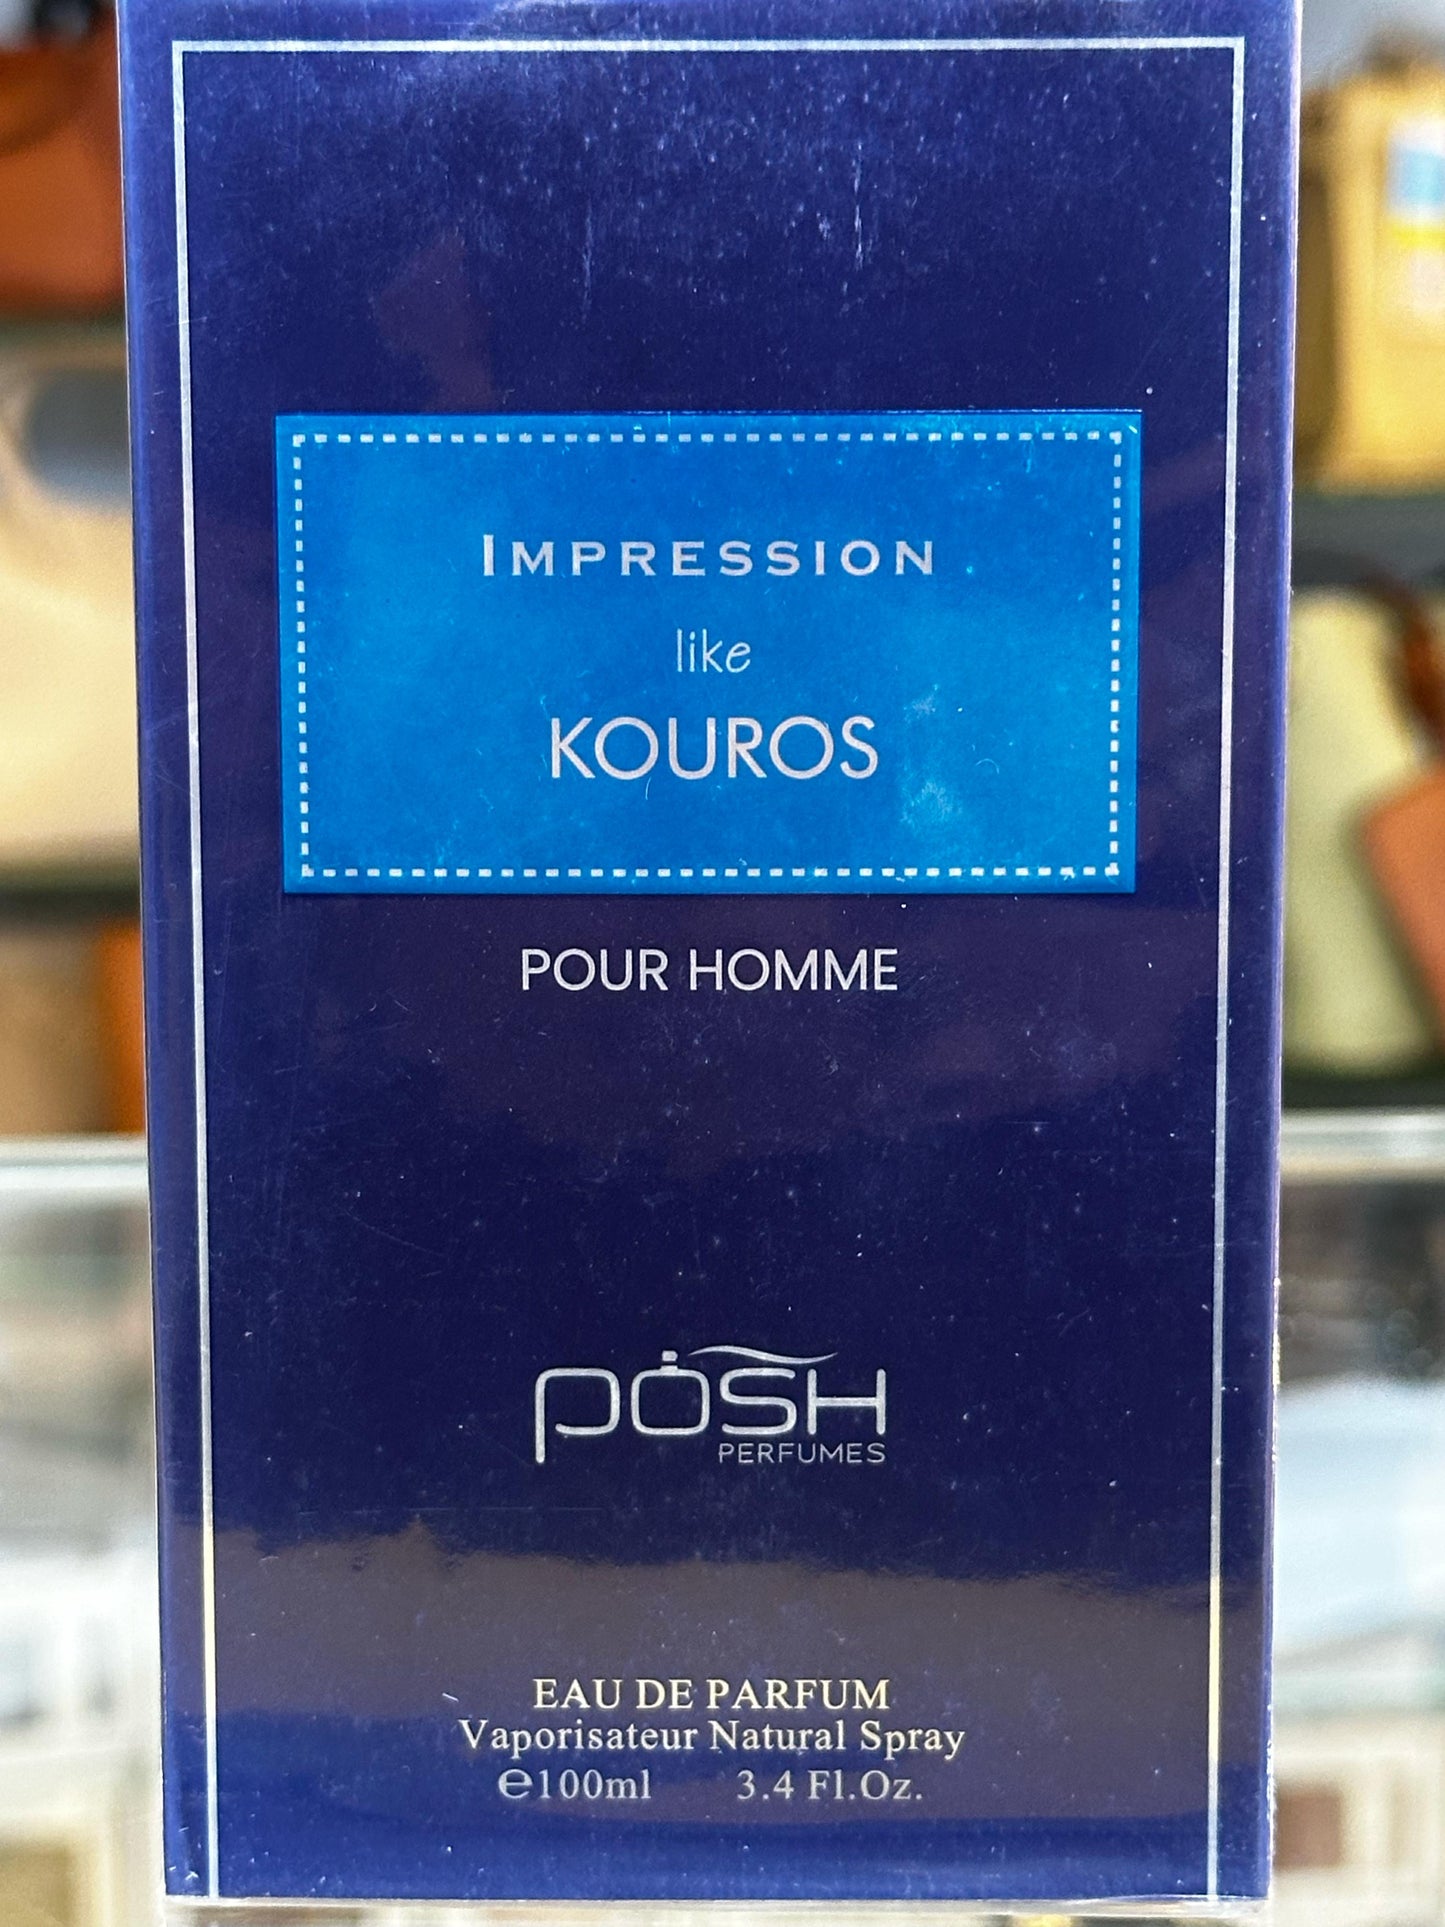 IMPRESSION
like
KOUROS
POUR HOMME
POSH
PERFUMES
EAU DE PARFUM
Vaporisateur Natural Spray
℮100ml 3.4 Fl.Oz.